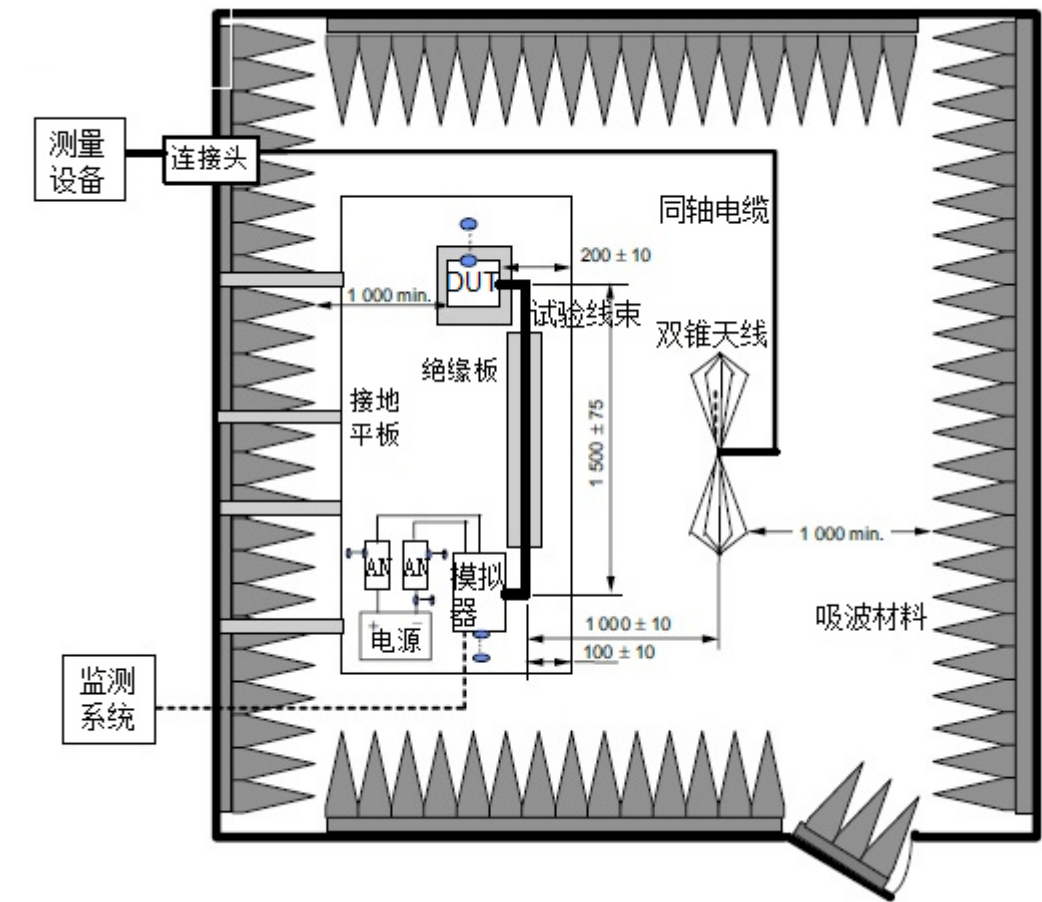 测量
设备
连接头
同轴电缆
DUT
200 ± 10
1 000 min.
试验线束
双锥天线
绝缘板
接地
平板
1 500 ± 75
1 000 min.
AN
AN
模拟
器
+
−
电源
1 000 ± 10
100 ± 10
吸波材料
监测
系统